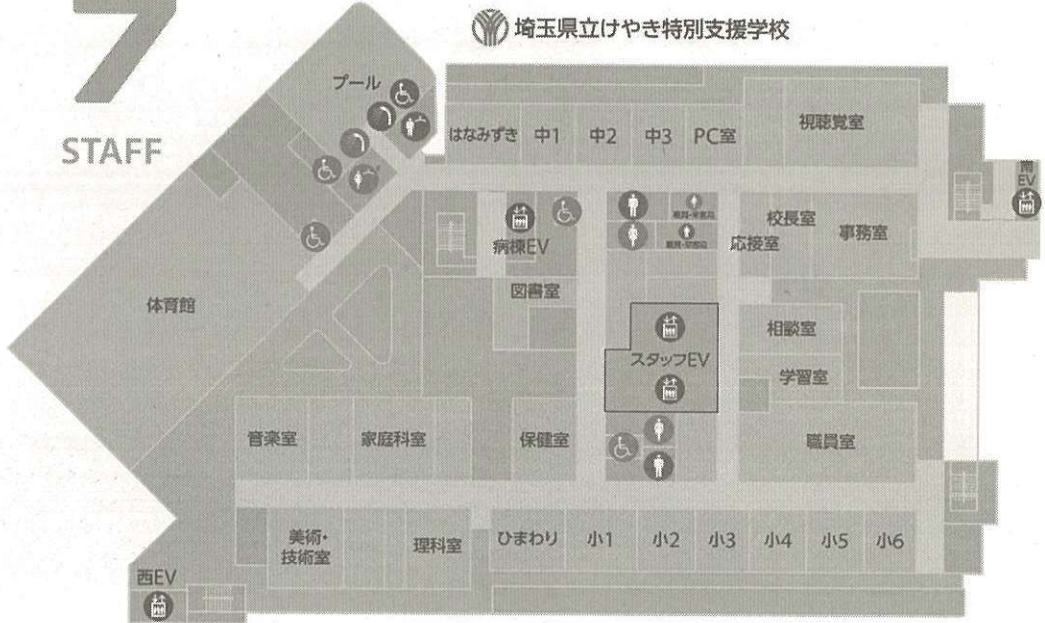 7
STAFF
埼玉県立けやき特別支援学校
プール
はなみずき
中1
中2
中3
PC室
視聴覚室
南
EV
病棟EV
校長室
応接室
事務室
体育館
図書室
スタッフEV
相談室
学習室
音楽室
家庭科室
保健室
職員室
美術・
技術室
理科室
ひまわり
小1
小2
小3
小4
小5
小6
西EV